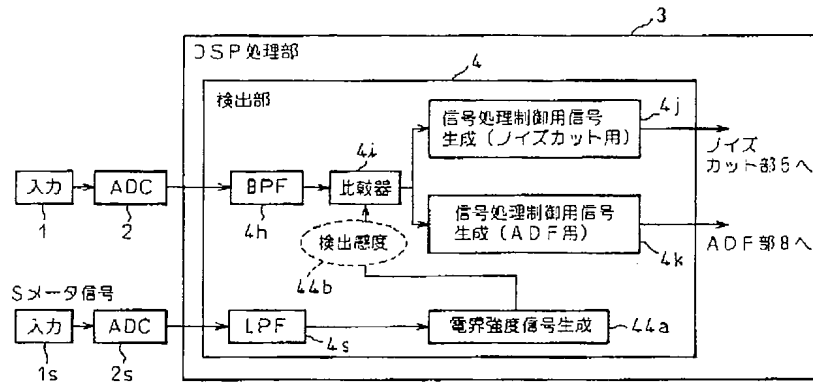 3
DSP処理部
4
検出部
信号処理制御用信号
生成(ノイズカット用)
4j
ノイズ
カット部5へ
入力
ADC
BPF
4i
比較器
1
2
4h
信号処理制御用信号
生成(ADF用)
4k
ADF部8へ
検出感度
44b
Sメータ信号
入力
ADC
LPF
電界強度信号生成
44a
1s
2s
4s